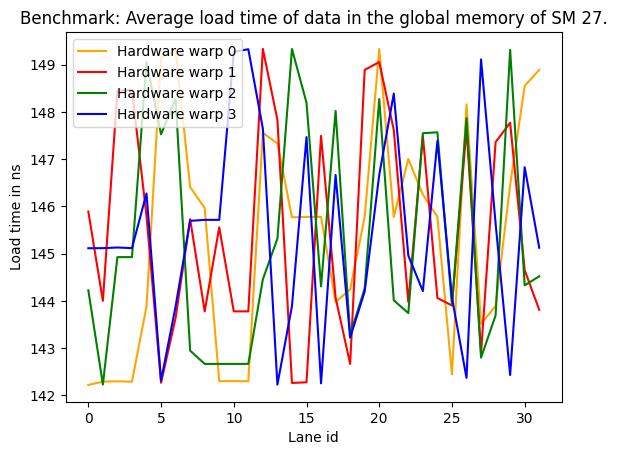 Benchmark: Average load time of data in the global memory of SM 27.
Hardware warp 0
Hardware warp 1
Hardware warp 2
Hardware warp 3
Load time in ns
149
148
147
146
145
144
143
142
0 5 10 15 20 25 30
Lane id